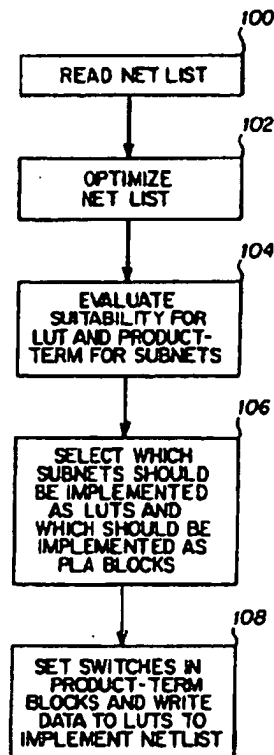 100
READ NET LIST
102
OPTIMIZE
NET LIST
104
EVALUATE
SUITABILITY FOR
LUT AND PRODUCT-
TERM FOR SUBNETS
106
SELECT WHICH
SUBNETS SHOULD
BE IMPLEMENTED
AS LUTS AND
WHICH SHOULD BE
IMPLEMENTED AS
PLA BLOCKS
108
SET SWITCHES IN
PRODUCT-TERM
BLOCKS AND WRITE
DATA TO LUTS TO
IMPLEMENT NETLIST